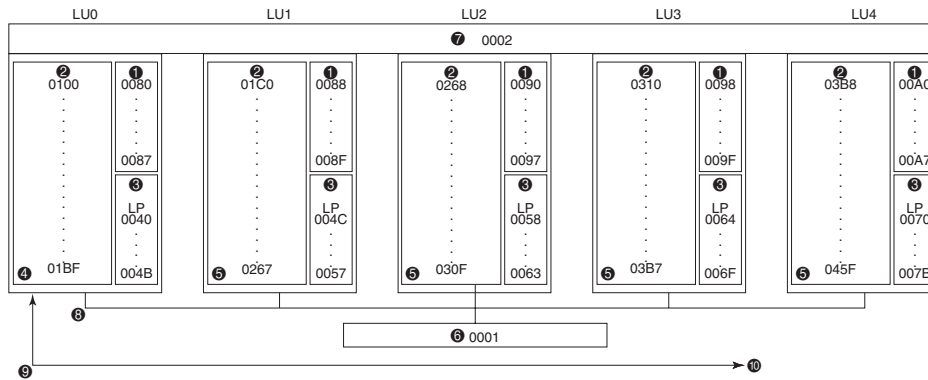 LU0 LU1 LU2 LU3 LU4
❼ 0002
❷ ❶ ❷ ❶ ❷ ❶ ❷ ❶ ❷ ❶
0100 0080 01C0 0088 0268 0090 0310 0098 03B8 00A0
0087 008F 0097 009F 00A7
❸ ❸ ❸ ❸ ❸
LP LP LP LP LP
0040 004C 0058 0064 0070
❹ 01BF 004B ❺ 0267 0057 ❺ 030F 0063 ❺ 03B7 006F ❺ 045F 007B
❽
❻ 0001
❾ ❿